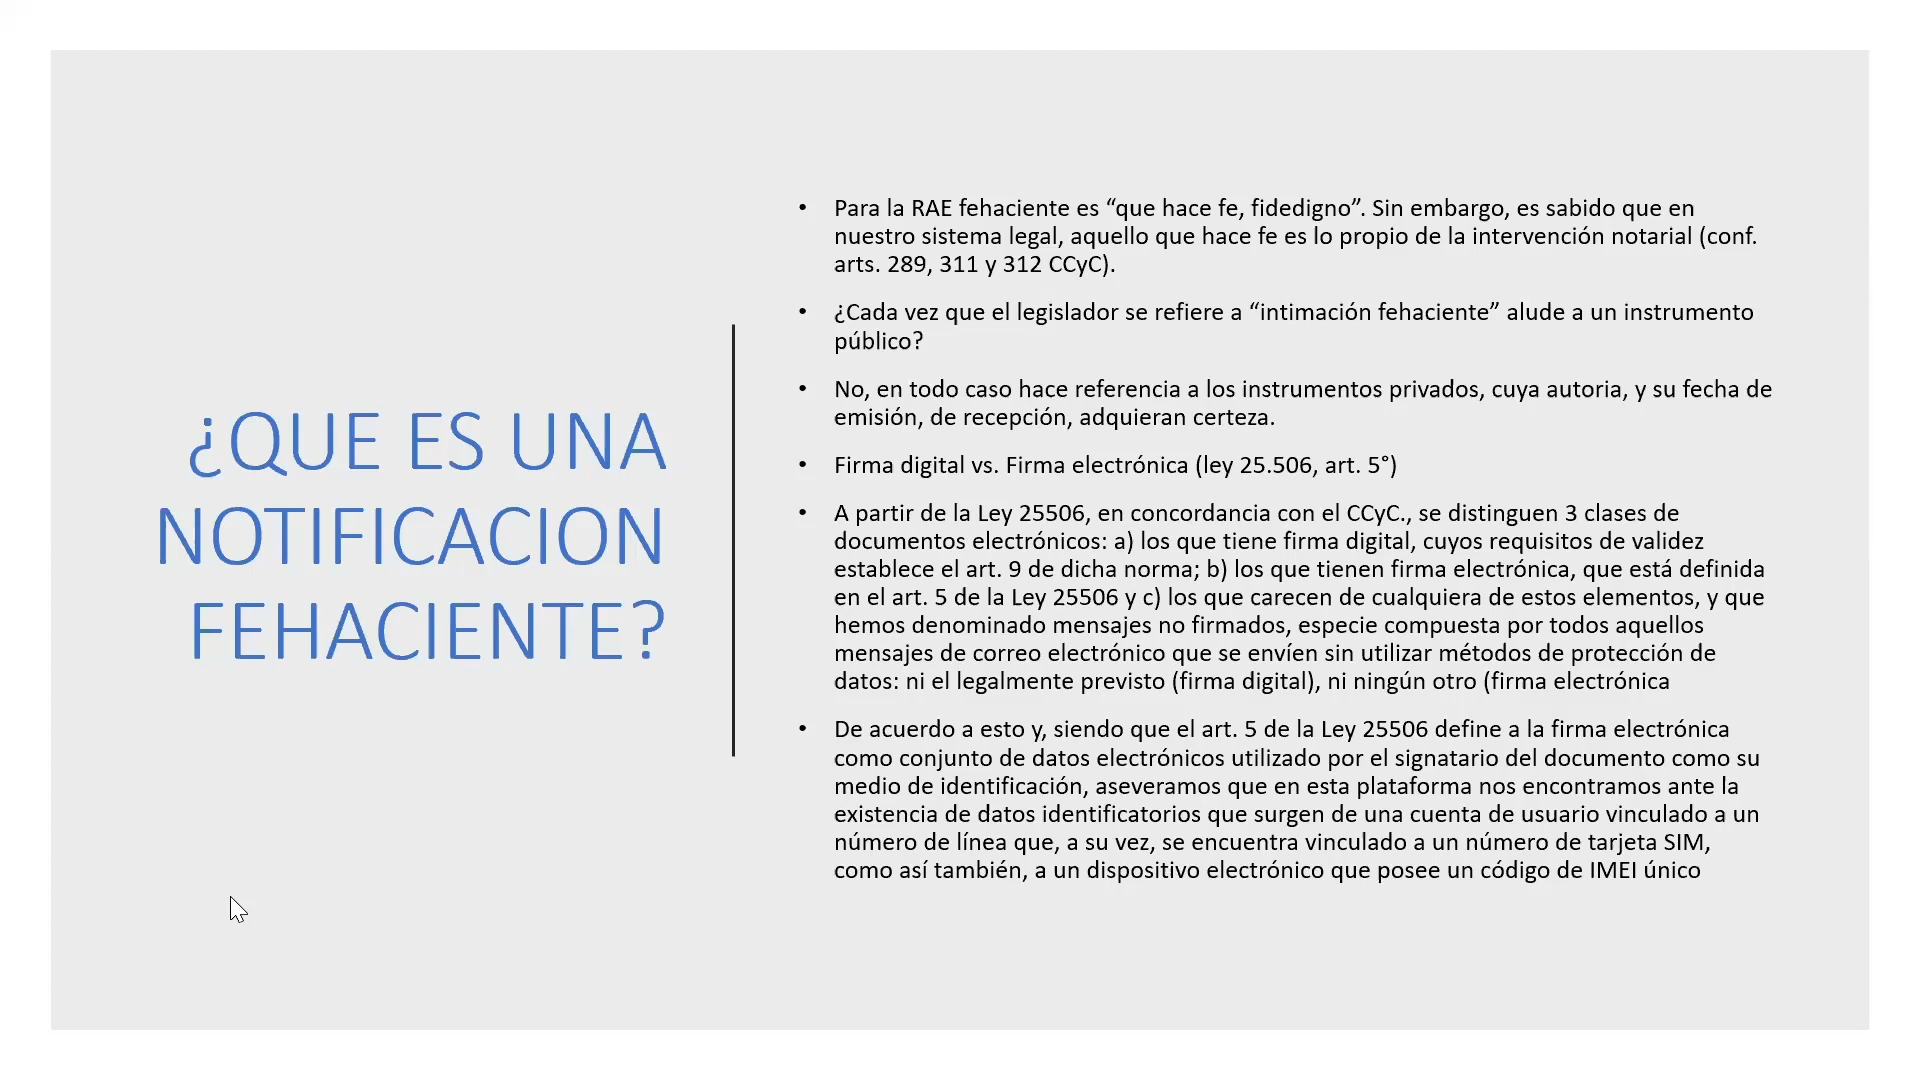 ¿QUE ES UNA
NOTIFICACION
FEHACIENTE?
• Para la RAE fehaciente es “que hace fe, fidedigno”. Sin embargo, es sabido que en
nuestro sistema legal, aquello que hace fe es lo propio de la intervención notarial (conf.
arts. 289, 311 y 312 CCyC).
• ¿Cada vez que el legislador se refiere a “intimación fehaciente” alude a un instrumento
público?
• No, en todo caso hace referencia a los instrumentos privados, cuya autoria, y su fecha de
emisión, de recepción, adquieran certeza.
• Firma digital vs. Firma electrónica (ley 25.506, art. 5°)
• A partir de la Ley 25506, en concordancia con el CCyC., se distinguen 3 clases de
documentos electrónicos: a) los que tiene firma digital, cuyos requisitos de validez
establece el art. 9 de dicha norma; b) los que tienen firma electrónica, que está definida
en el art. 5 de la Ley 25506 y c) los que carecen de cualquiera de estos elementos, y que
hemos denominado mensajes no firmados, especie compuesta por todos aquellos
mensajes de correo electrónico que se envíen sin utilizar métodos de protección de
datos: ni el legalmente previsto (firma digital), ni ningún otro (firma electrónica
• De acuerdo a esto y, siendo que el art. 5 de la Ley 25506 define a la firma electrónica
como conjunto de datos electrónicos utilizado por el signatario del documento como su
medio de identificación, aseveramos que en esta plataforma nos encontramos ante la
existencia de datos identificatorios que surgen de una cuenta de usuario vinculado a un
número de línea que, a su vez, se encuentra vinculado a un número de tarjeta SIM,
como así también, a un dispositivo electrónico que posee un código de IMEI único